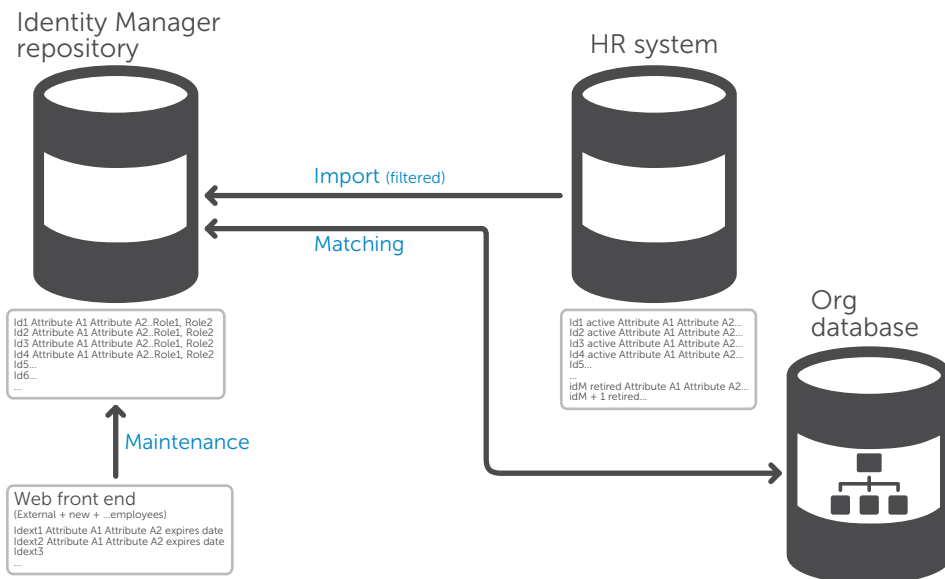 Identity Manager
repository
HR system
Import (filtered)
Matching
Id1 Attribute A1 Attribute A2..Role1, Role2
Id2 Attribute A1 Attribute A2..Role1, Role2
Id3 Attribute A1 Attribute A2..Role1, Role2
Id4 Attribute A1 Attribute A2..Role1, Role2
Id5...
Id6...
...
Id1 active Attribute A1 Attribute A2...
Id2 active Attribute A1 Attribute A2...
Id3 active Attribute A1 Attribute A2...
Id4 active Attribute A1 Attribute A2...
Id5...
...
idM retired Attribute A1 Attribute A2...
idM + 1 retired...
Org
database
Maintenance
Web front end
(External + new + ...employees)
Idext1 Attribute A1 Attribute A2 expires date
Idext2 Attribute A1 Attribute A2 expires date
Idext3
...